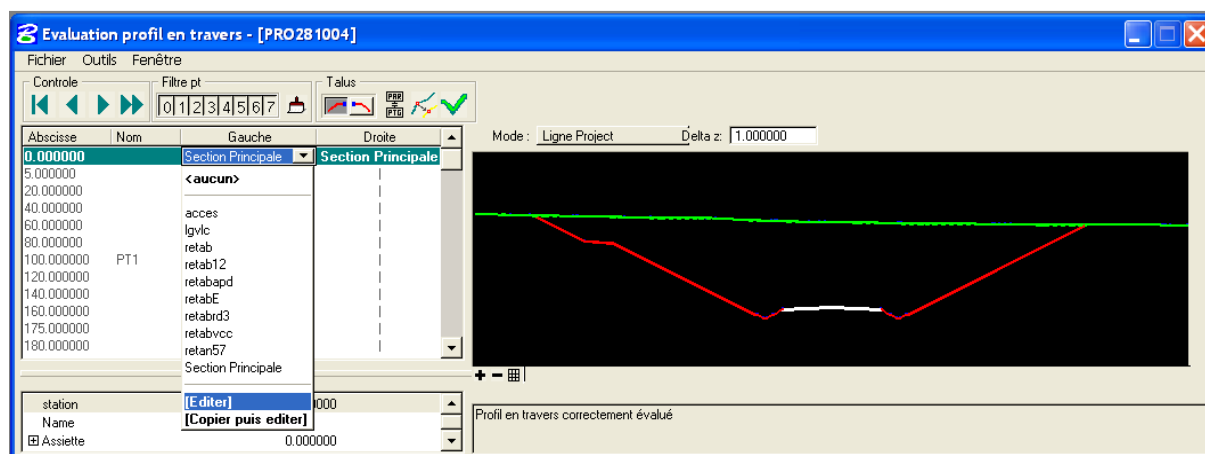 Evaluation profil en travers - [PRO281004]
Fichier Outils Fenêtre
Controle Filtre pt Talus
0 1 2 3 4 5 6 7 PAR PTG
Abscisse Nom Gauche Droite
Mode : Ligne Project Delta z: 1.000000
0.000000 Section Principale Section Principale
5.000000
<aucun>
20.000000
40.000000
acces
60.000000
lgvlc
80.000000
retab
100.000000 PT1
retab12
120.000000
retabapd
140.000000
retabE
160.000000
retabrd3
175.000000
retabvcc
180.000000
retan57
Section Principale
[Editer]
[Copier puis editer]
station
Name
Assiette 0.000000
Profil en travers correctement évalué